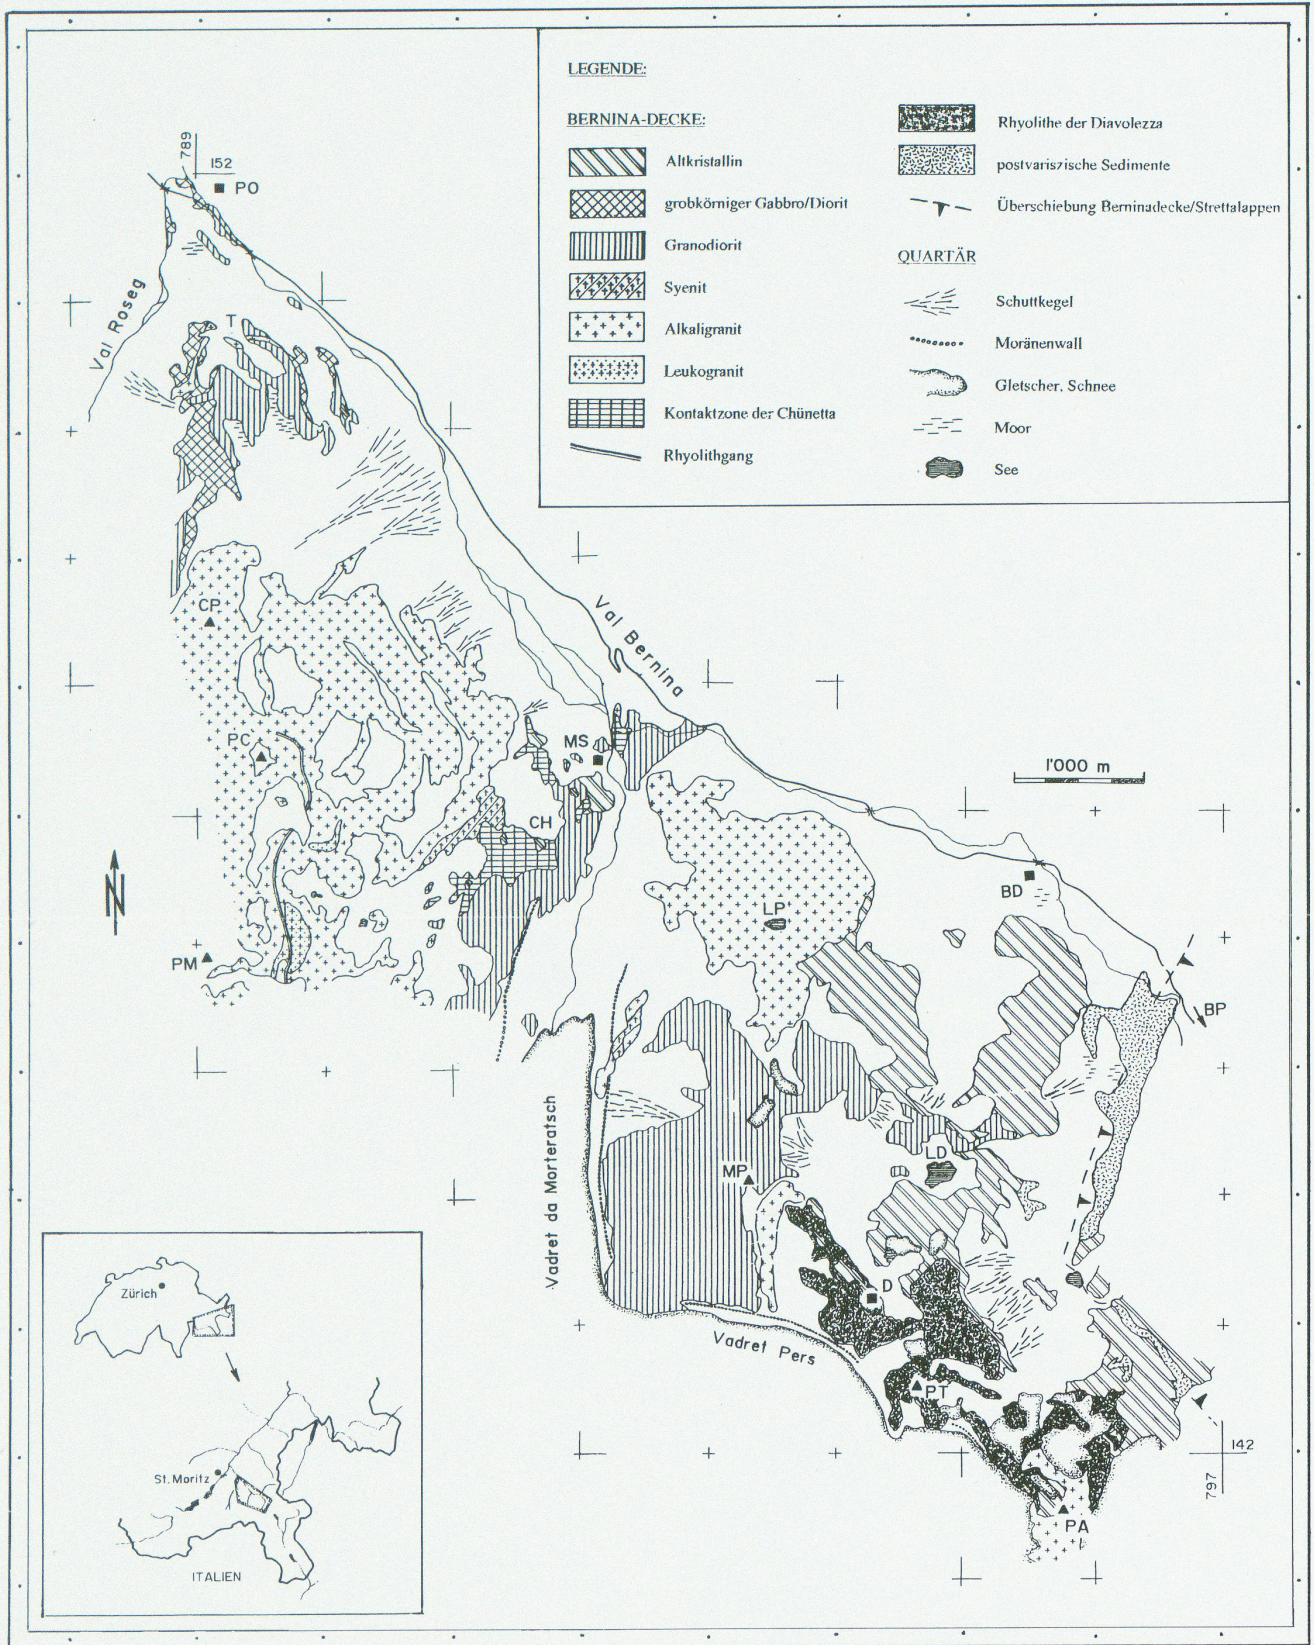 LEGENDE:
BERNINA-DECKE:
Altkristallin
grobkörniger Gabbro/Diorit
Granodiorit
Syenit
Alkaligranit
Leukogranit
Kontaktzone der Chünetta
Rhyolithgang
Rhyolithe der Diavolezza
postvariszische Sedimente
Überschiebung Berninadecke/Strettalappen
QUARTÄR
Schuttkegel
Moränenwall
Gletscher, Schnee
Moor
See
789
152
PO
Val Roseg
T
CP
Val Bernina
PC
MS
1'000 m
CH
BD
LP
N
PM
BP
Vadret da Morteratsch
LD
MP
D
Vadret Pers
PT
142
797
PA
Zürich
St. Moritz
ITALIEN